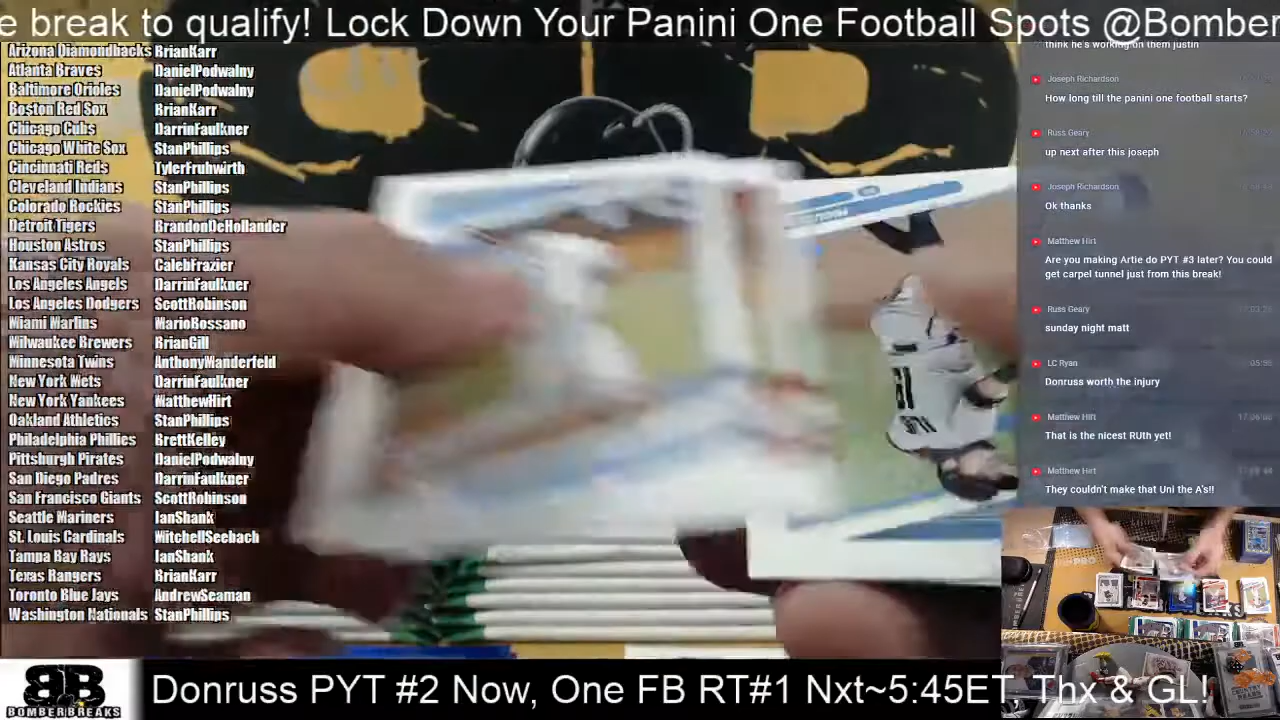 e break to qualify! Lock Down Your Panini One Football Spots @Bomber
Arizona Diamondbacks BrianKarr
Atlanta Braves DanielPodwalny
Baltimore Orioles DanielPodwalny
Boston Red Sox BrianKarr
Chicago Cubs DarrinFaulkner
Chicago White Sox StanPhillips
Cincinnati Reds TylerFruhwirth
Cleveland Indians StanPhillips
Colorado Rockies StanPhillips
Detroit Tigers BrandonDeHollander
Houston Astros StanPhillips
Kansas City Royals CalebFrazier
Los Angeles Angels DarrinFaulkner
Los Angeles Dodgers ScottRobinson
Miami Marlins MarioRossano
Milwaukee Brewers BrianGill
Minnesota Twins AnthonyManderfeld
New York Mets DarrinFaulkner
New York Yankees MatthewHirt
Oakland Athletics StanPhillips
Philadelphia Phillies BrettKelley
Pittsburgh Pirates DanielPodwalny
San Diego Padres DarrinFaulkner
San Francisco Giants ScottRobinson
Seattle Mariners IanShank
St. Louis Cardinals MitchellSeebach
Tampa Bay Rays IanShank
Texas Rangers BrianKarr
Toronto Blue Jays AndrewSeaman
Washington Nationals StanPhillips
think he's working on them justin
Joseph Richardson
How long till the panini one football starts?
Russ Geary
up next after this joseph
Joseph Richardson
Ok thanks
Matthew Hirt
Are you making Artie do PYT #3 later? You could
get carpel tunnel just from this break!
Russ Geary
sunday night matt
LC Ryan
Donruss worth the injury
Matthew Hirt
That is the nicest RUth yet!
Matthew Hirt
They couldn't make that Uni the A's!!
BB
BOMBERBREAKS
Donruss PYT #2 Now, One FB RT#1 Nxt~5:45ET. Thx & GL!